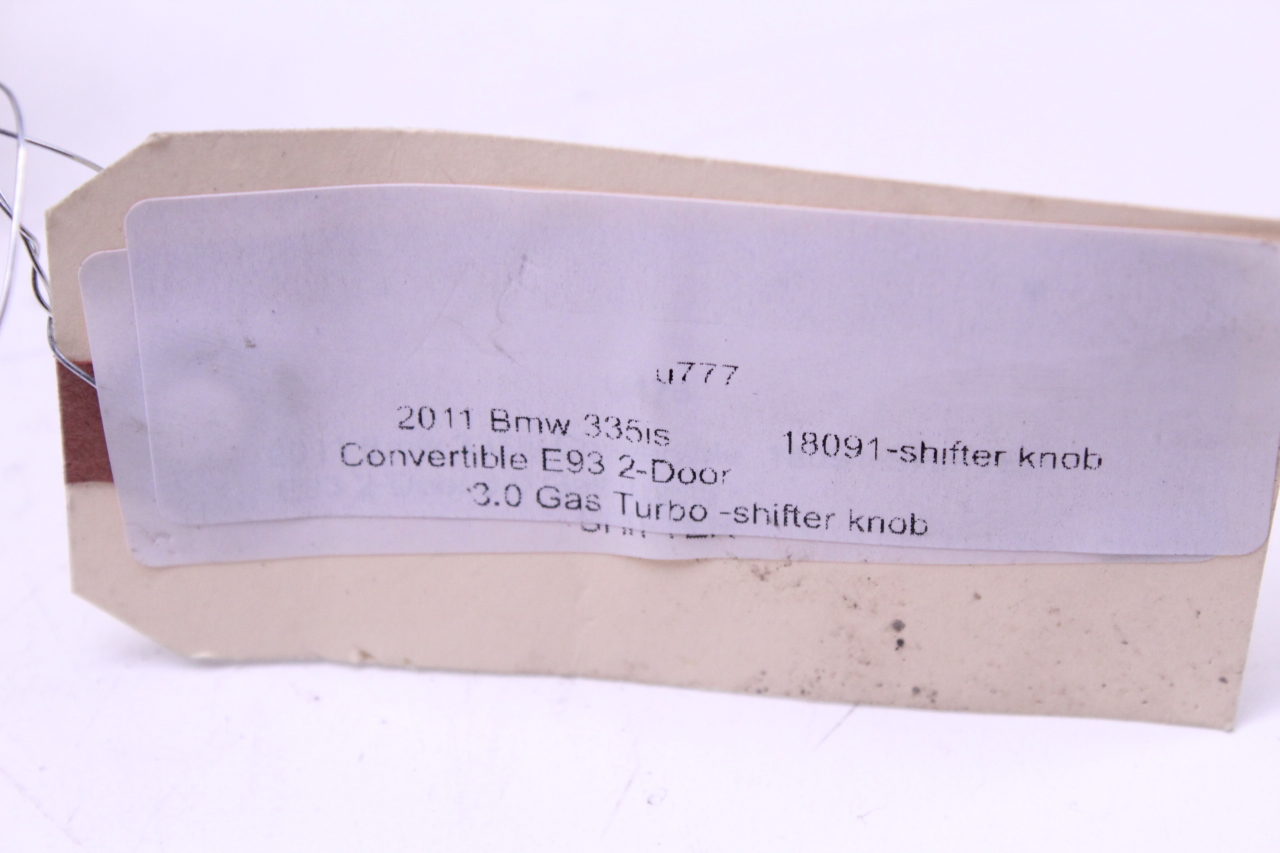 u777
2011 Bmw 335is
Convertible E93 2-Door
18091-shifter knob
3.0 Gas Turbo -shifter knob